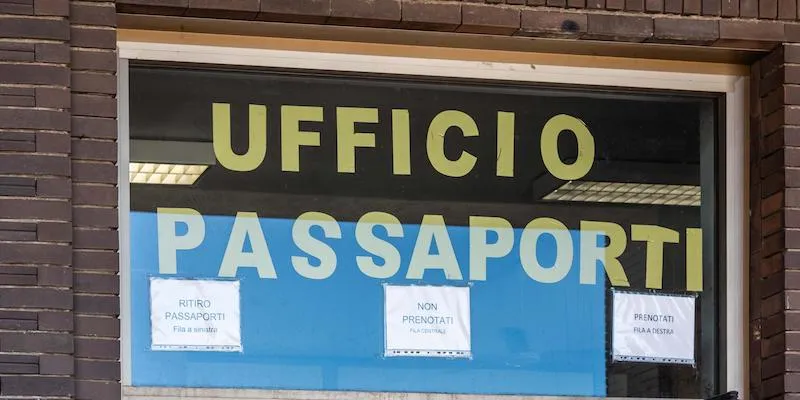 UFFICIO
PASSAPORTI
RITIRO
PASSAPORTI
Fila a sinistra
NON
PRENOTATI
FILA CENTRALE
PRENOTATI
FILA A DESTRA